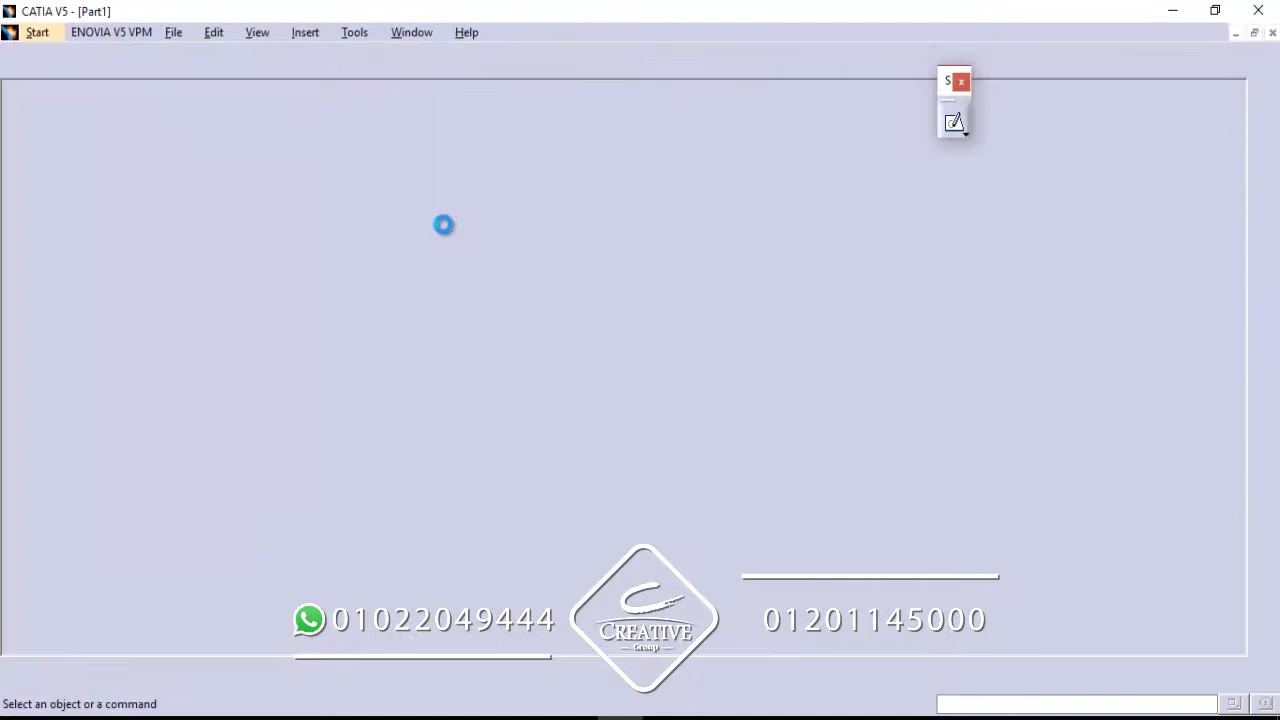 CATIA V5 - [Part1]
Start ENOVIA V5 VPM File Edit View Insert Tools Window Help
S
01022049444
CREATIVE
Group
01201145000
Select an object or a command